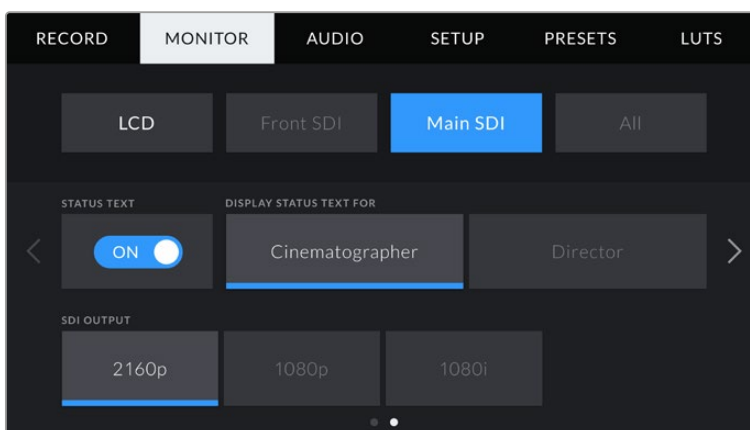 RECORD MONITOR AUDIO SETUP PRESETS LUTS
LCD Front SDI Main SDI All
STATUS TEXT DISPLAY STATUS TEXT FOR
ON Cinematographer Director
SDI OUTPUT
2160p 1080p 1080i